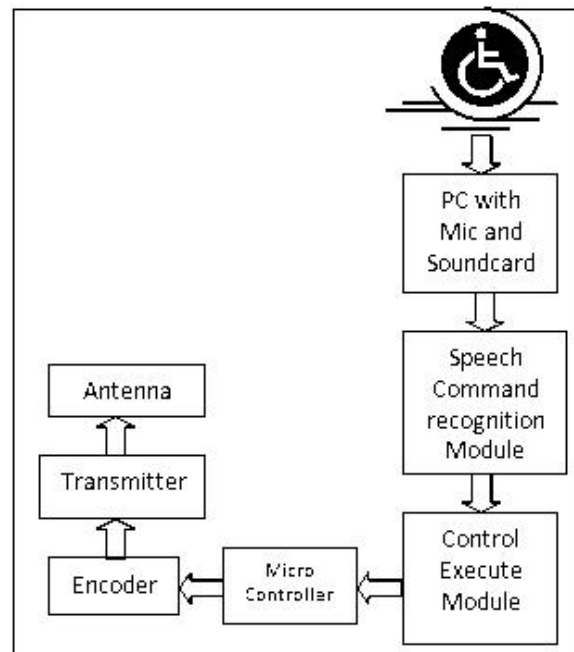 PC with
Mic and
Soundcard
Speech
Command
recognition
Module
Control
Execute
Module
Micro
Controller
Encoder
Transmitter
Antenna